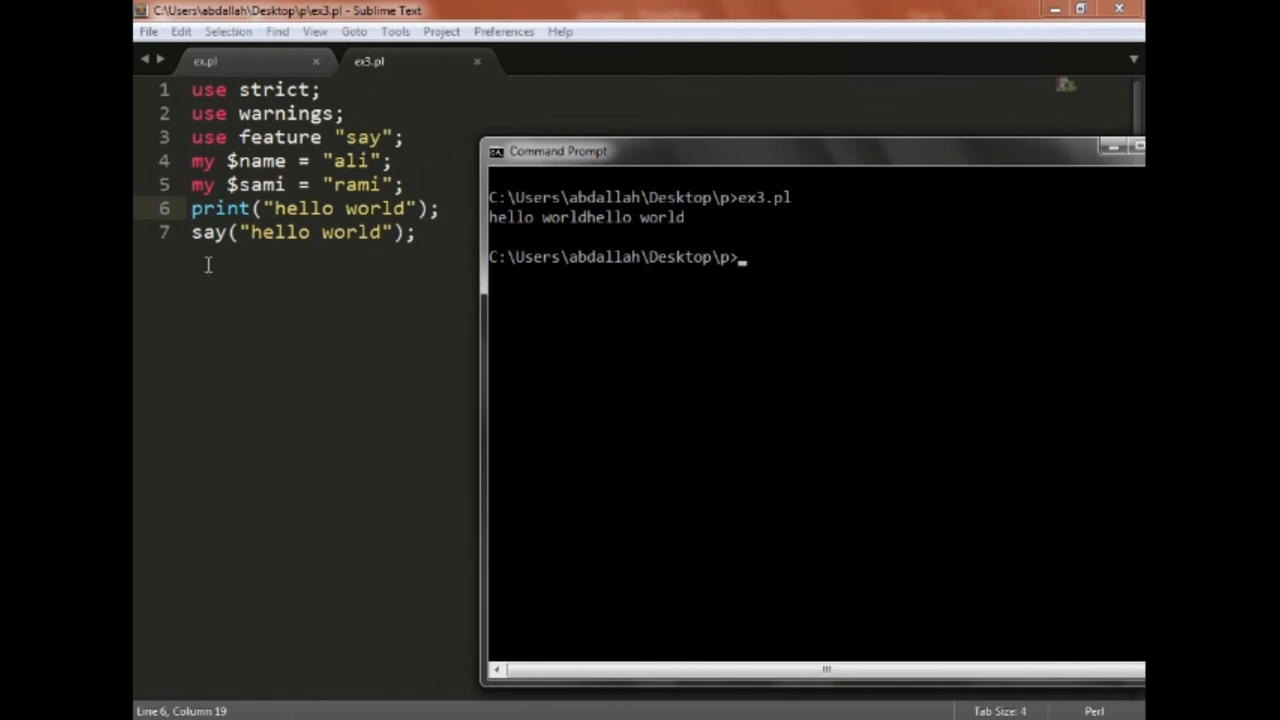 C:\Users\abdallah\Desktop\p\ex3.pl - Sublime Text
File Edit Selection Find View Goto Tools Project Preferences Help
ex.pl ex3.pl
1 use strict;
2 use warnings;
3 use feature "say";
4 my $name = "ali";
5 my $sami = "rami";
6 print("hello world");
7 say("hello world");
Command Prompt
C:\Users\abdallah\Desktop\p>ex3.pl
hello worldhello world
C:\Users\abdallah\Desktop\p>_
Line 6, Column 19 Tab Size: 4 Perl